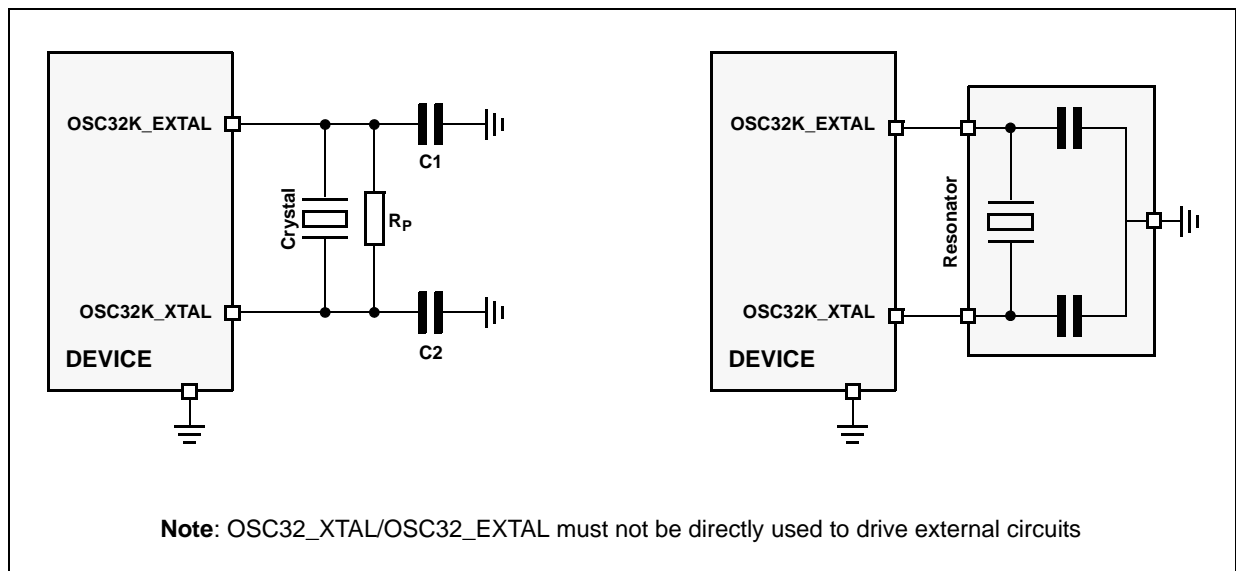 OSC32K_EXTAL
C1
Crystal
RP
OSC32K_XTAL
C2
DEVICE
OSC32K_EXTAL
Resonator
OSC32K_XTAL
DEVICE
Note: OSC32_XTAL/OSC32_EXTAL must not be directly used to drive external circuits